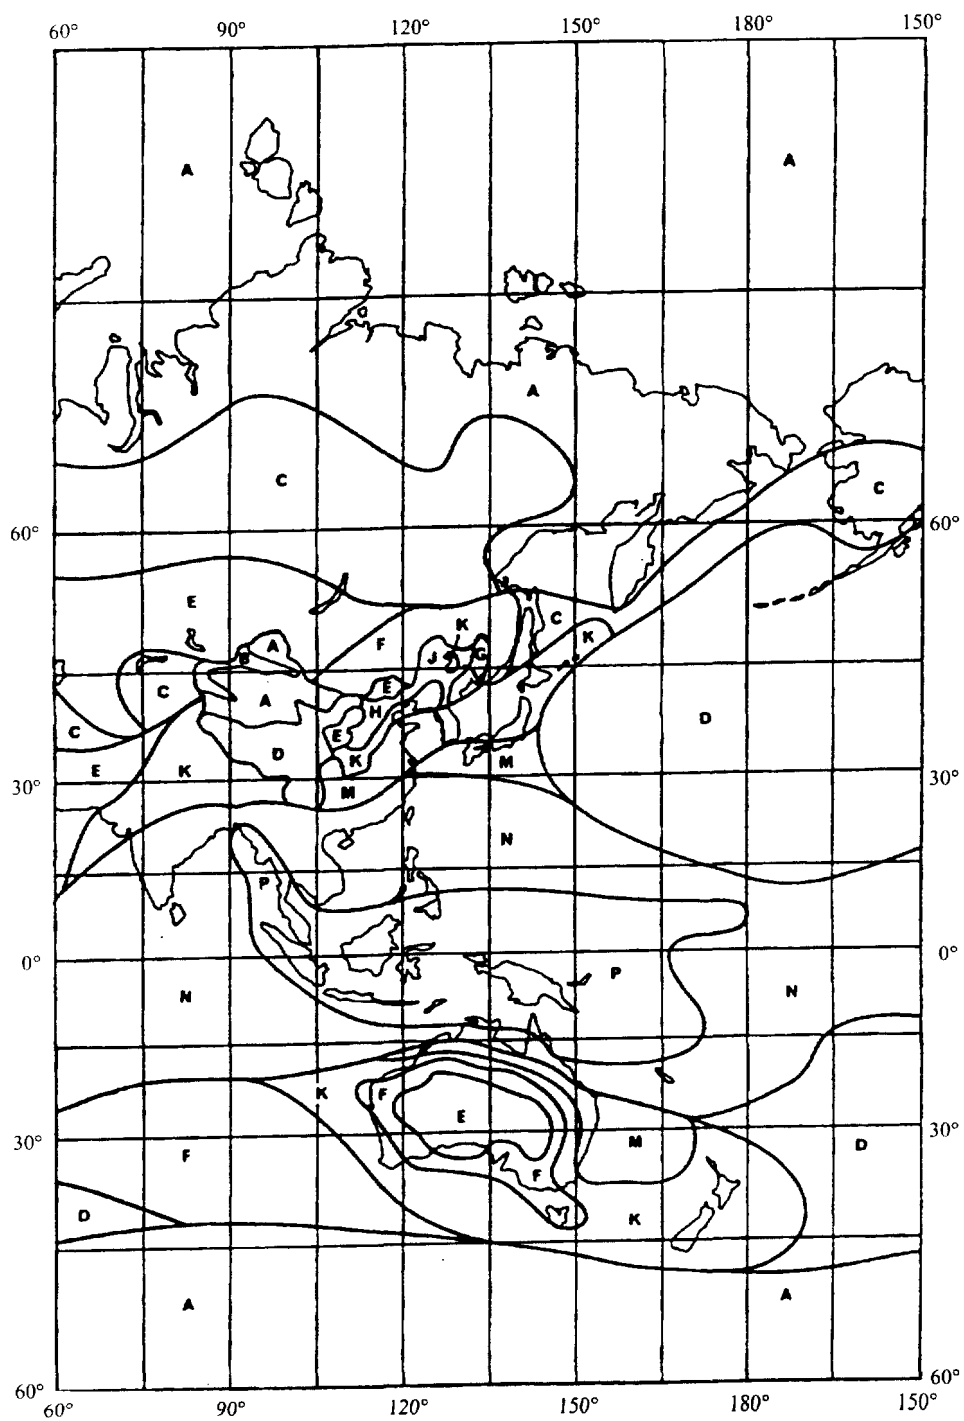 60° 90° 120° 150° 180° 150°
A A
A
C C
60° 60°
E K C
A F K
B J G
C A E D
C H
E
D K M
E K
30° M 30°
N
P
0° P 0°
N N
K F
E
30° M D 30°
F F
D K
A A
60° 60°
90° 120° 150° 180° 150°